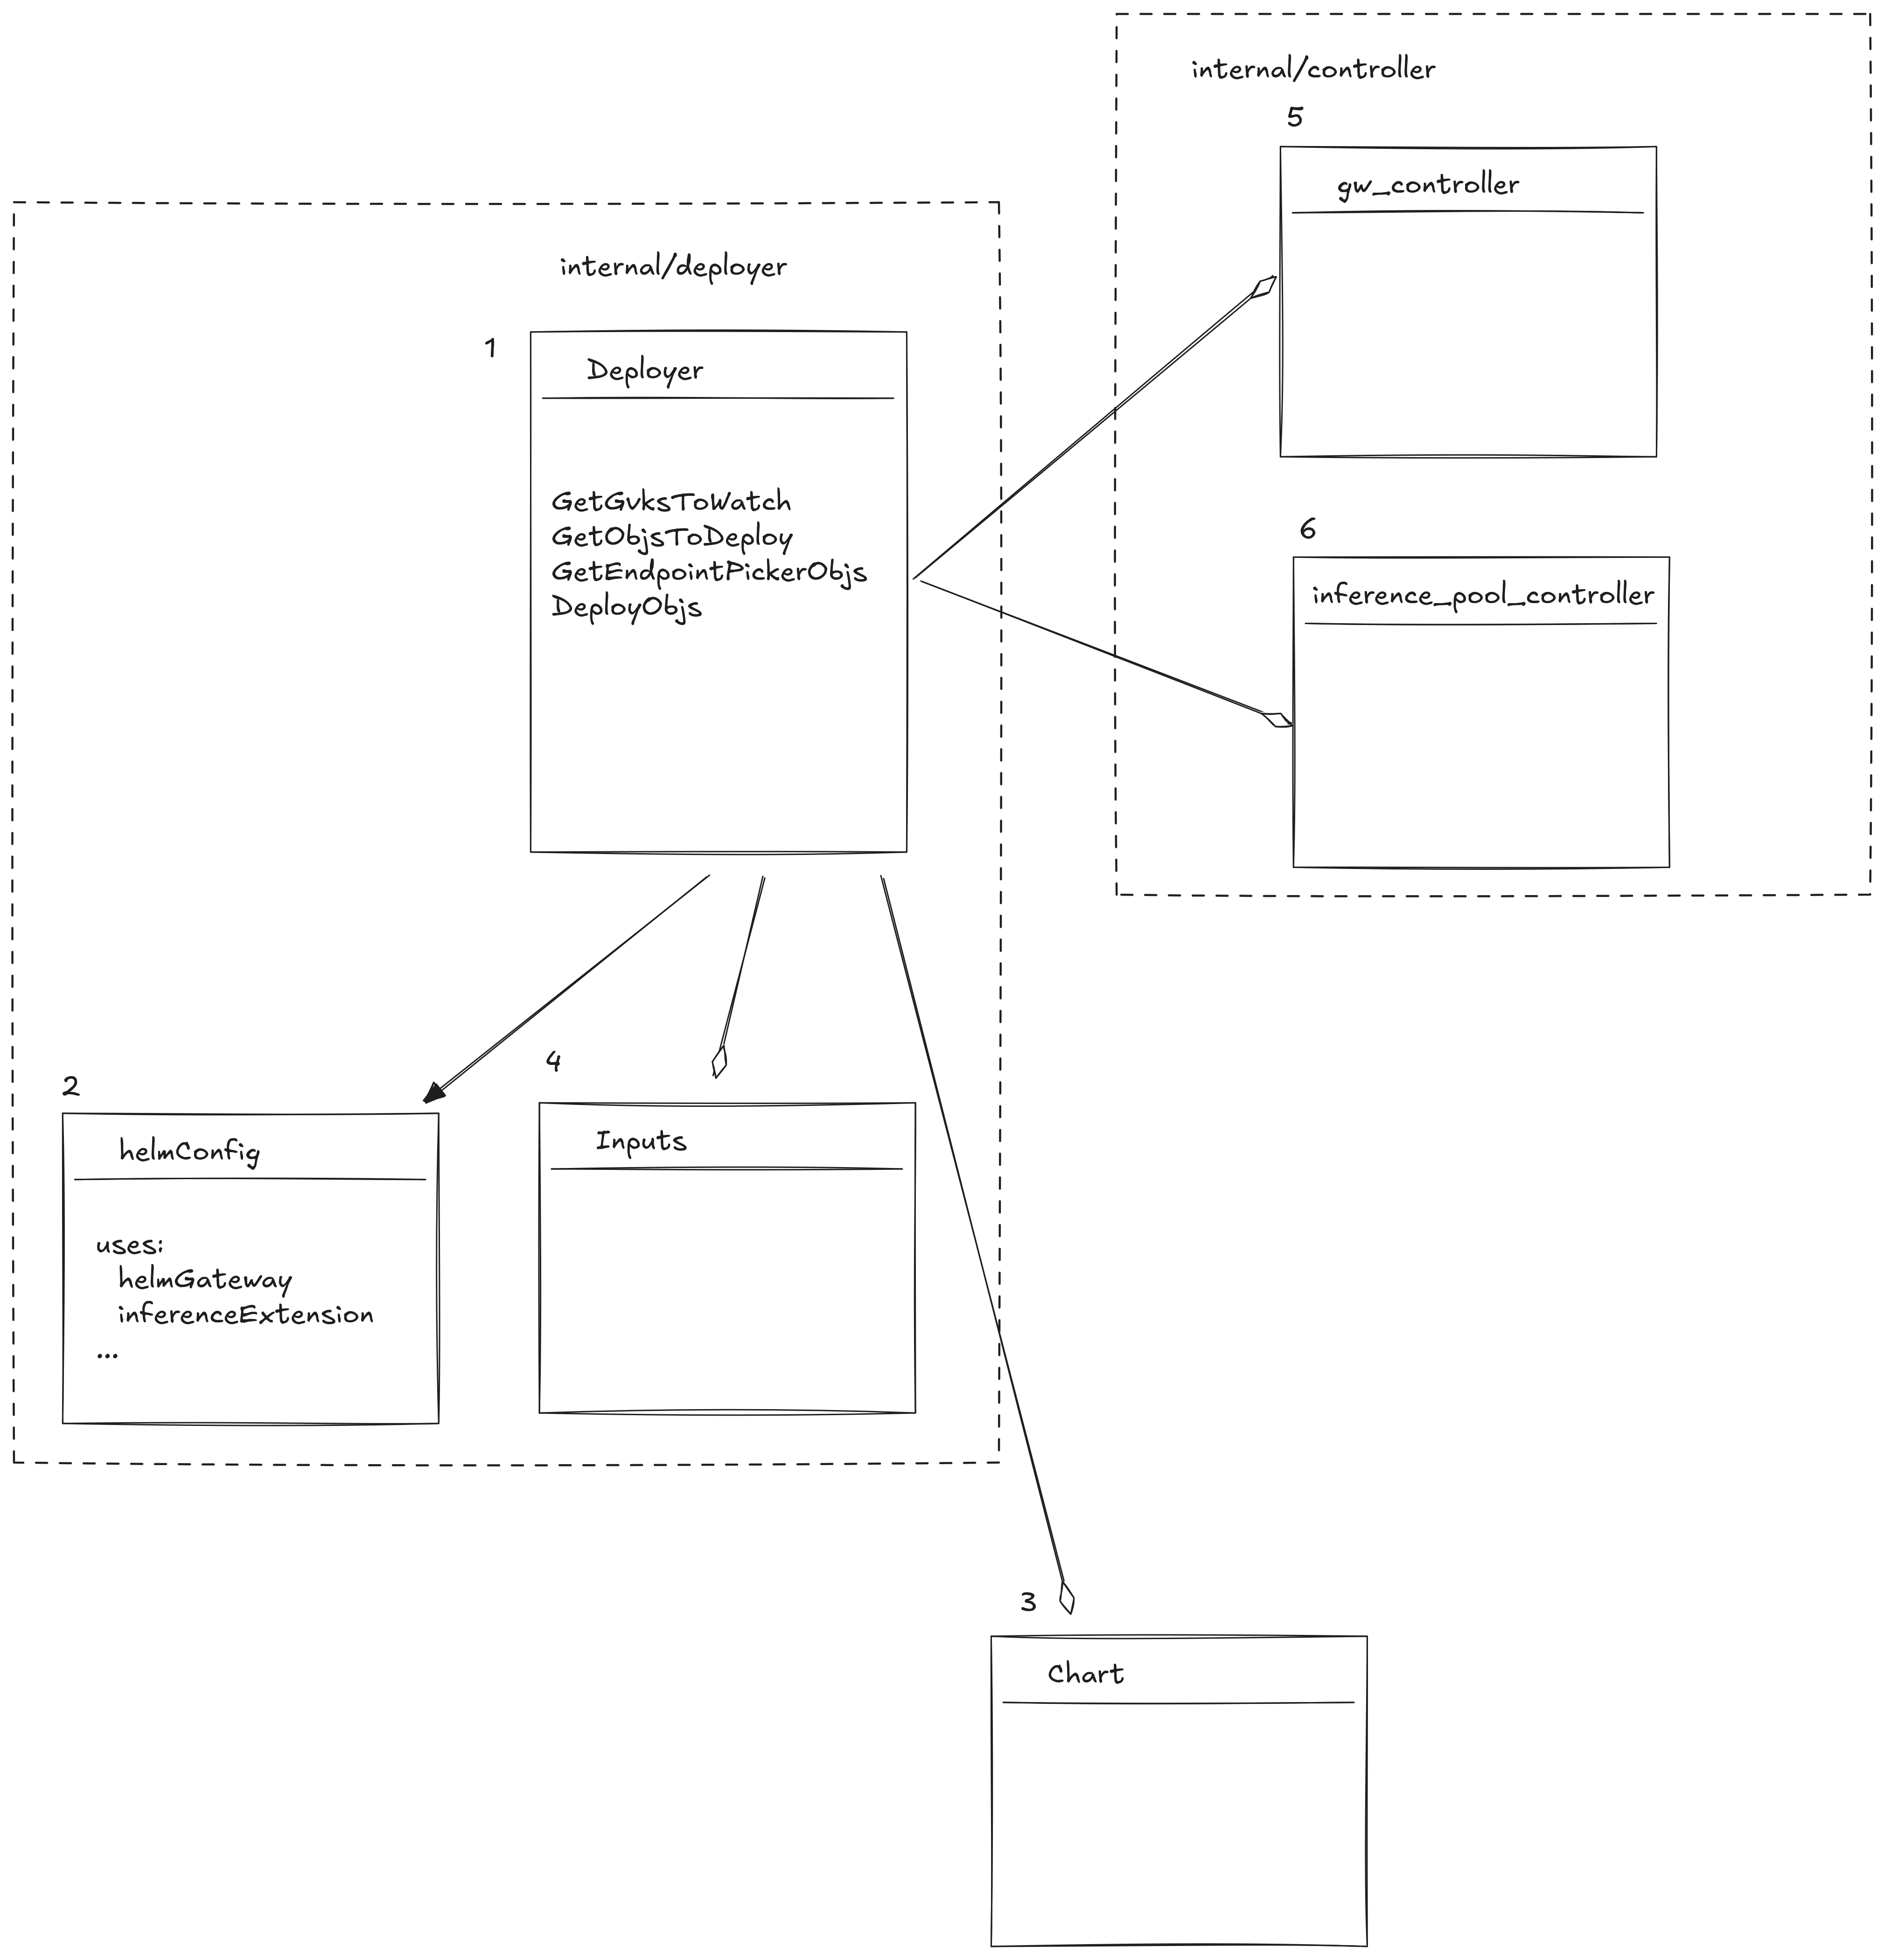 internal/controller
5
gw_controller
internal/deployer
1
Deployer
GetGvksToWatch
GetObjsToDeploy
GetEndpointPickerObjs
DeployObjs
6
inference_pool_controller
2
helmConfig
uses:
helmGateway
inferenceExtension
...
4
Inputs
3
Chart